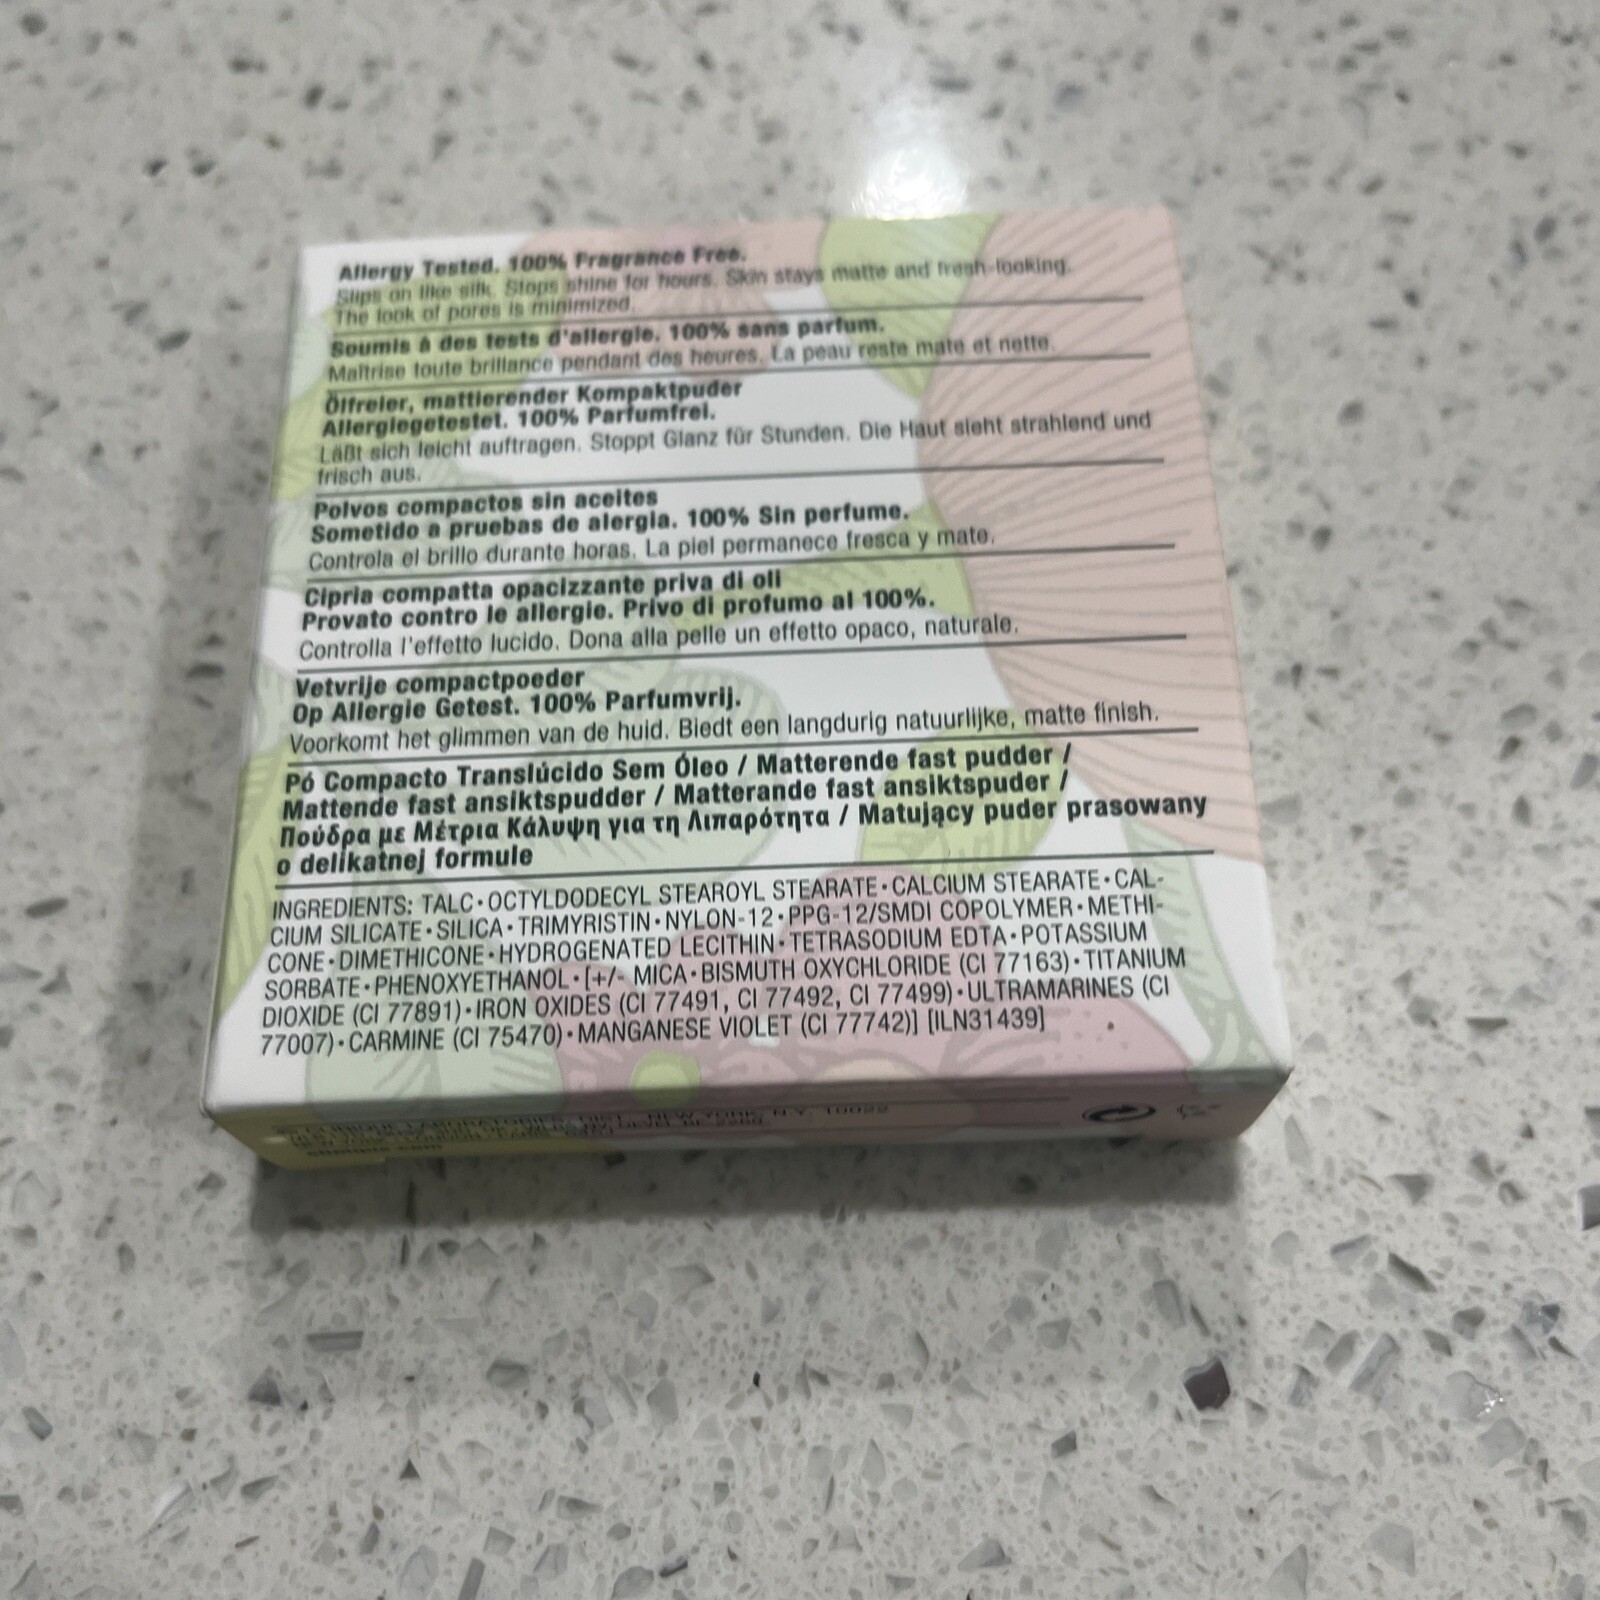 Allergy Tested. 100% Fragrance Free.
Slips on like silk. Stops shine for hours. Skin stays matte and fresh-looking.
The look of pores is minimized.
Soumis à des tests d'allergie. 100% sans parfum.
Maîtrise toute brillance pendant des heures. La peau reste mate et nette.
Ölfreier, mattierender Kompaktpuder
Allergiegetestet. 100% Parfumfrei.
Läßt sich leicht auftragen. Stoppt Glanz für Stunden. Die Haut sieht strahlend und
frisch aus.
Polvos compactos sin aceites
Sometido a pruebas de alergia. 100% Sin perfume.
Controla el brillo durante horas. La piel permanece fresca y mate.
Cipria compatta opacizzante priva di oli
Provato contro le allergie. Privo di profumo al 100%.
Controlla l'effetto lucido. Dona alla pelle un effetto opaco, naturale.
Vetvrije compactpoeder
Op Allergie Getest. 100% Parfumvrij.
Voorkomt het glimmen van de huid. Biedt een langdurig natuurlijke, matte finish.
Pó Compacto Translúcido Sem Óleo / Matterende fast pudder /
Mattende fast ansiktspudder / Matterande fast ansiktspuder /
Πούδρα με Μέτρια Κάλυψη για τη Λιπαρότητα / Matujący puder prasowany
o delikatnej formule
INGREDIENTS: TALC•OCTYLDODECYL STEAROYL STEARATE•CALCIUM STEARATE•CAL-
CIUM SILICATE•SILICA•TRIMYRISTIN•NYLON-12•PPG-12/SMDI COPOLYMER•METHI-
CONE•DIMETHICONE•HYDROGENATED LECITHIN•TETRASODIUM EDTA•POTASSIUM
SORBATE•PHENOXYETHANOL•[+/- MICA•BISMUTH OXYCHLORIDE (CI 77163)•TITANIUM
DIOXIDE (CI 77891)•IRON OXIDES (CI 77491, CI 77492, CI 77499)•ULTRAMARINES (CI
77007)•CARMINE (CI 75470)•MANGANESE VIOLET (CI 77742)] [ILN31439]
CLINIQUE LABORATORIES, DIST. NEW YORK, N.Y. 10022
clinique.com